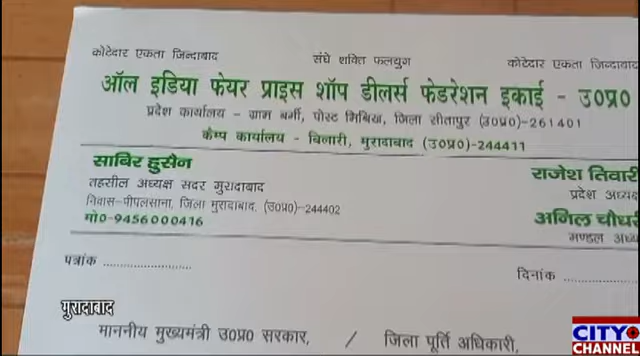 कोटेदार एकता जिन्दाबाद संघे शक्ति कलयुग कोटेदार एकता जिन्दाबाद
ऑल इडिया फेयर प्राइस शॉप डीलर्स फेडरेशन इकाई - उ0प्र0
प्रदेश कार्यालय - ग्राम बर्मी, पोस्ट मिश्रिख, जिला सीतापुर (उ0प्र0)-261401
कैम्प कार्यालय - बिलारी, मुरादाबाद (उ0प्र0)-244411
साबिर हुसैन
तहसील अध्यक्ष सदर मुरादाबाद
निवास-पीपलसाना, जिला मुरादाबाद, (उ0प्र0)-244402
मो0-9456000416
राजेश तिवारी
प्रदेश अध्यक्ष
अनिल चौधर
मण्डल अध्य
पत्रांक ........................
दिनांक ........................
मुरादाबाद
माननीय मुख्यमंत्री उ0प्र0 सरकार, / जिला पूर्ति अधिकारी,
CITY
CHANNEL